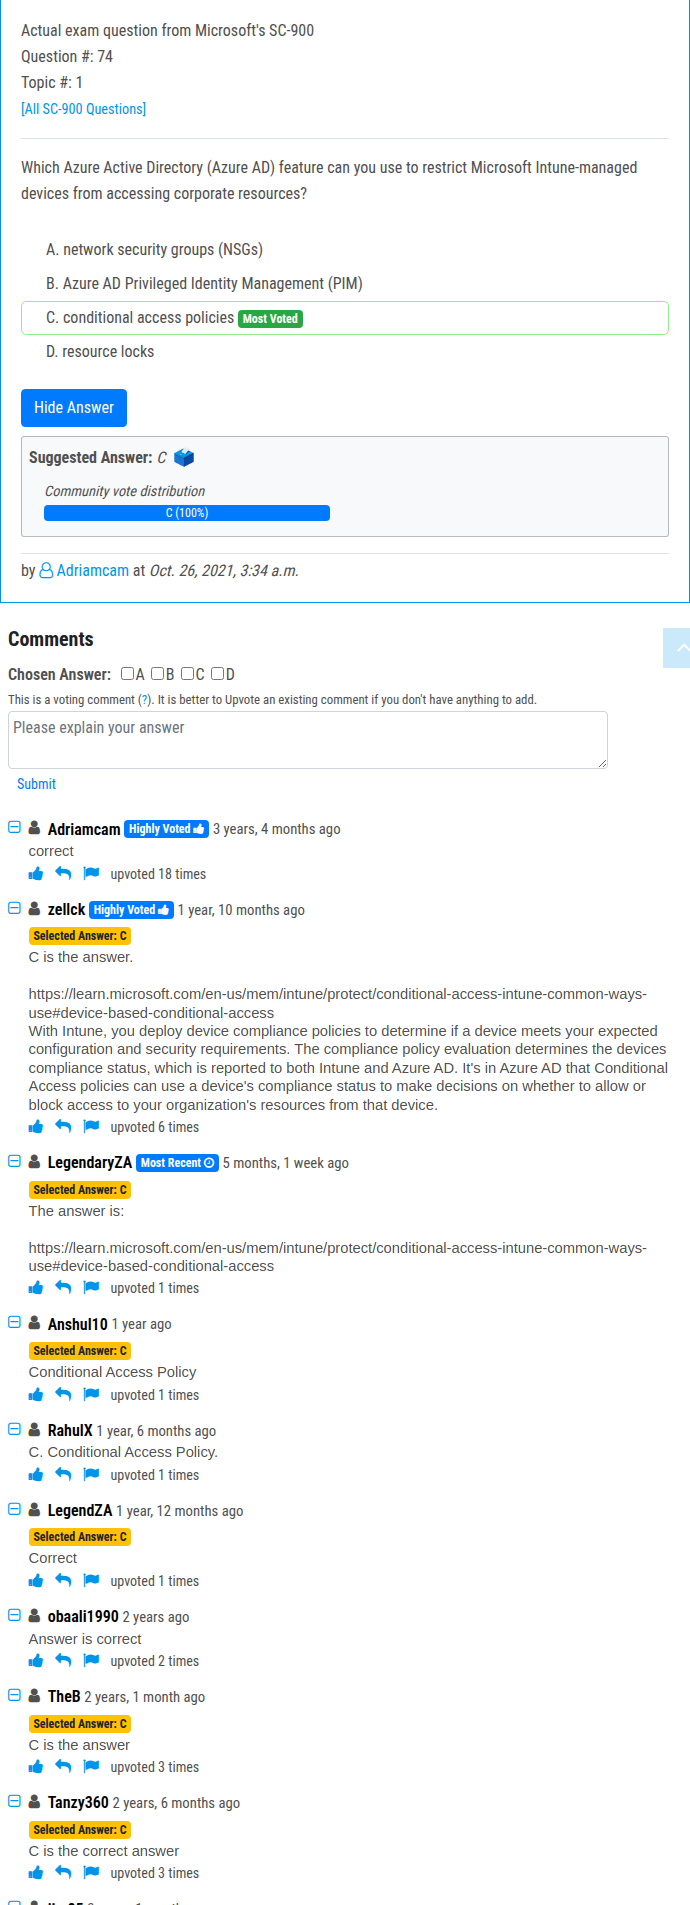 Actual exam question from Microsoft's SC-900
Question #: 74
Topic #: 1
[All SC-900 Questions]
Which Azure Active Directory (Azure AD) feature can you use to restrict Microsoft Intune-managed
devices from accessing corporate resources?
A. network security groups (NSGs)
B. Azure AD Privileged Identity Management (PIM)
C. conditional access policies Most Voted
D. resource locks
Hide Answer
Suggested Answer: C
Community vote distribution
C (100%)
by Adriamcam at Oct. 26, 2021, 3:34 a.m.
Comments
Chosen Answer: A B C D
This is a voting comment (?). It is better to Upvote an existing comment if you don't have anything to add.
Please explain your answer
Submit
Adriamcam Highly Voted 3 years, 4 months ago
correct
upvoted 18 times
zellck Highly Voted 1 year, 10 months ago
Selected Answer: C
C is the answer.
https://learn.microsoft.com/en-us/mem/intune/protect/conditional-access-intune-common-ways-
use#device-based-conditional-access
With Intune, you deploy device compliance policies to determine if a device meets your expected
configuration and security requirements. The compliance policy evaluation determines the devices
compliance status, which is reported to both Intune and Azure AD. It's in Azure AD that Conditional
Access policies can use a device's compliance status to make decisions on whether to allow or
block access to your organization's resources from that device.
upvoted 6 times
LegendaryZA Most Recent 5 months, 1 week ago
Selected Answer: C
The answer is:
https://learn.microsoft.com/en-us/mem/intune/protect/conditional-access-intune-common-ways-
use#device-based-conditional-access
upvoted 1 times
Anshul10 1 year ago
Selected Answer: C
Conditional Access Policy
upvoted 1 times
RahulX 1 year, 6 months ago
C. Conditional Access Policy.
upvoted 1 times
LegendZA 1 year, 12 months ago
Selected Answer: C
Correct
upvoted 1 times
obaali1990 2 years ago
Answer is correct
upvoted 2 times
TheB 2 years, 1 month ago
Selected Answer: C
C is the answer
upvoted 3 times
Tanzy360 2 years, 6 months ago
Selected Answer: C
C is the correct answer
upvoted 3 times